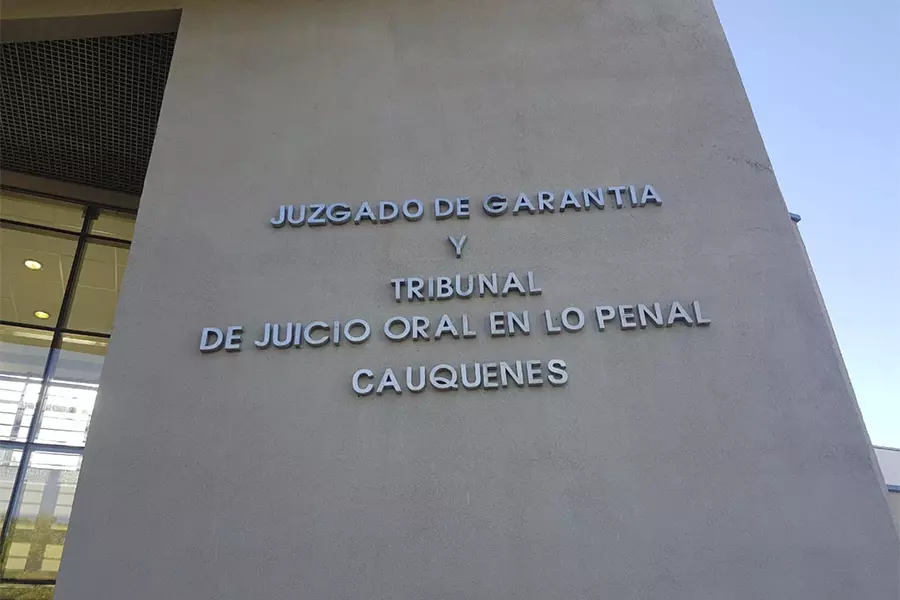 JUZGADO DE GARANTIA
Y
TRIBUNAL
DE JUICIO ORAL EN LO PENAL
CAUQUENES